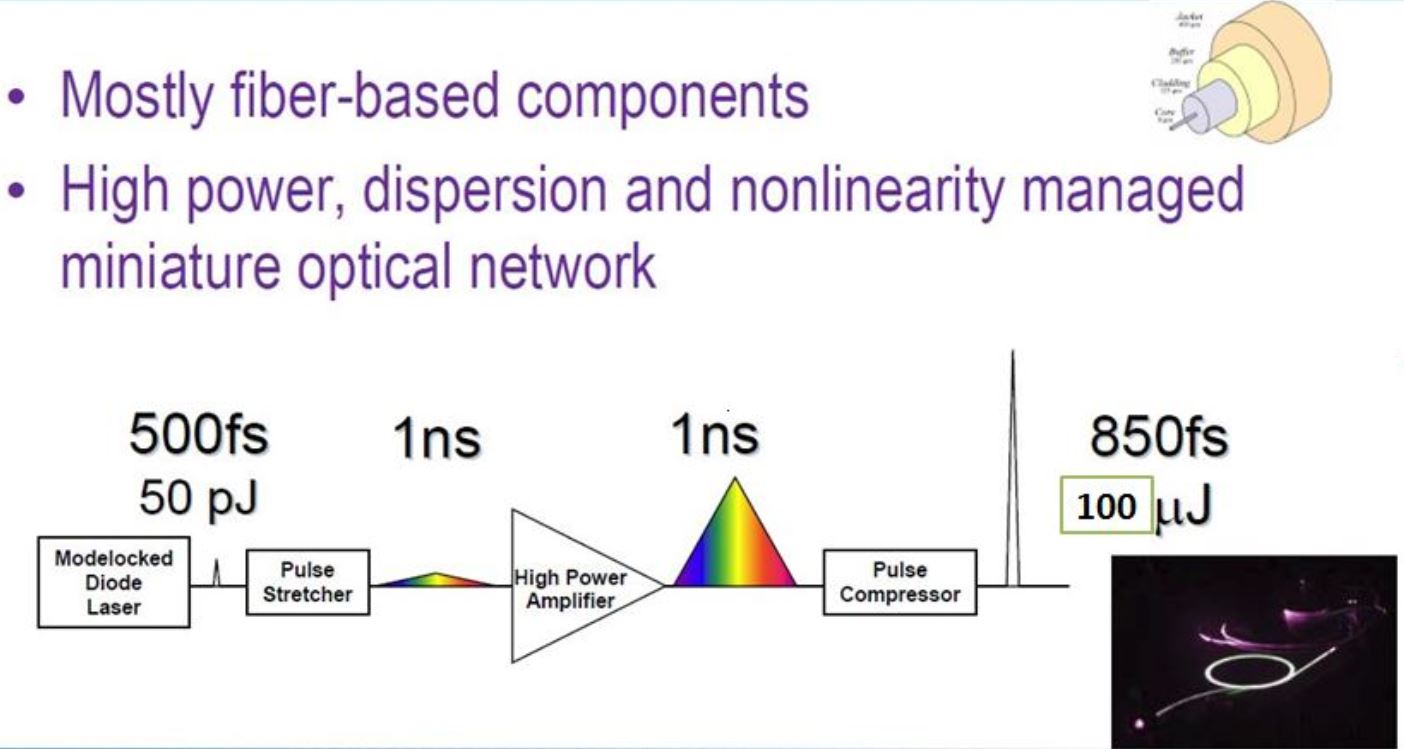 Jacket
Buffer
Cladding
Core
• Mostly fiber-based components
• High power, dispersion and nonlinearity managed
miniature optical network
500fs
50 pJ
1ns
1ns
850fs
100 μJ
Modelocked
Diode
Laser
Pulse
Stretcher
High Power
Amplifier
Pulse
Compressor